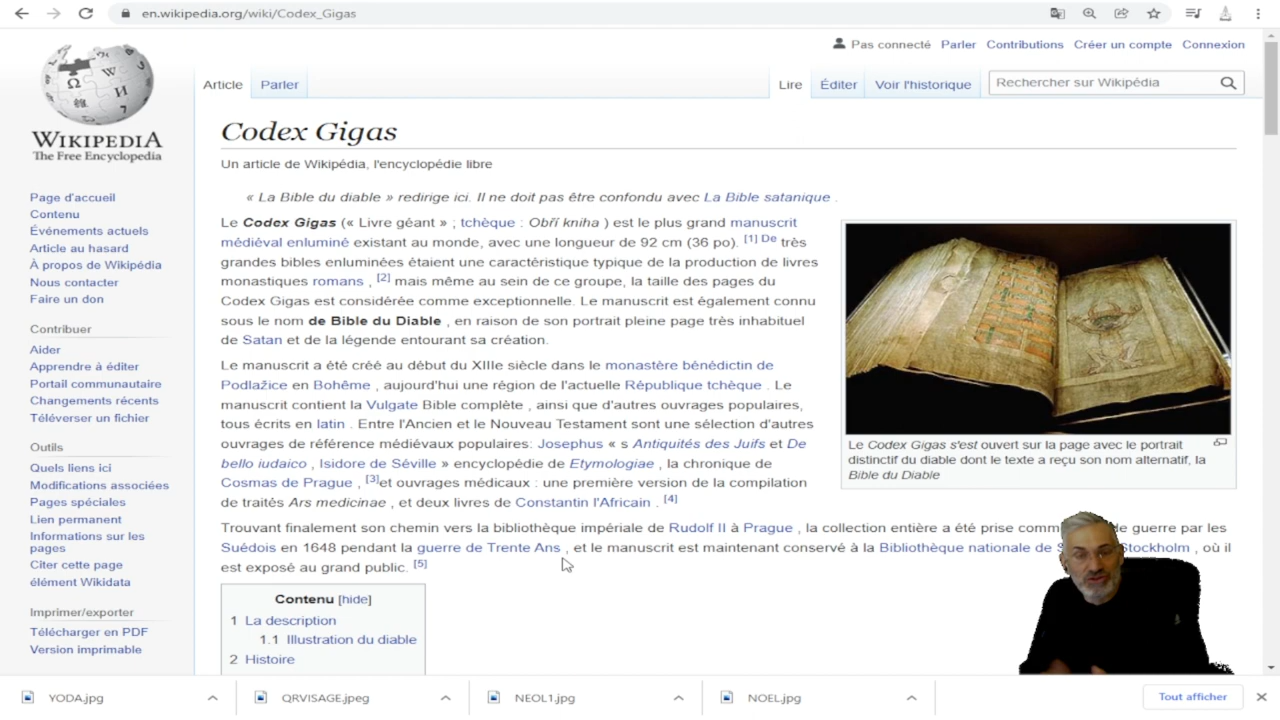 en.wikipedia.org/wiki/Codex_Gigas
Pas connecté Parler Contributions Créer un compte Connexion
Article Parler Lire Éditer Voir l'historique Rechercher sur Wikipédia
WIKIPEDIA
The Free Encyclopedia
Page d'accueil
Contenu
Événements actuels
Article au hasard
À propos de Wikipédia
Nous contacter
Faire un don
Contribuer
Aider
Apprendre à éditer
Portail communautaire
Changements récents
Téléverser un fichier
Outils
Quels liens ici
Modifications associées
Pages spéciales
Lien permanent
Informations sur les
pages
Citer cette page
élément Wikidata
Imprimer/exporter
Télécharger en PDF
Version imprimable
Codex Gigas
Un article de Wikipédia, l'encyclopédie libre
« La Bible du diable » redirige ici. Il ne doit pas être confondu avec La Bible satanique .
Le Codex Gigas (« Livre géant » ; tchèque : Obří kniha ) est le plus grand manuscrit
médiéval enluminé existant au monde, avec une longueur de 92 cm (36 po). [1] De très
grandes bibles enluminées étaient une caractéristique typique de la production de livres
monastiques romans , [2] mais même au sein de ce groupe, la taille des pages du
Codex Gigas est considérée comme exceptionnelle. Le manuscrit est également connu
sous le nom de Bible du Diable , en raison de son portrait pleine page très inhabituel
de Satan et de la légende entourant sa création.
Le manuscrit a été créé au début du XIIIe siècle dans le monastère bénédictin de
Podlažice en Bohême , aujourd'hui une région de l'actuelle République tchèque . Le
manuscrit contient la Vulgate Bible complète , ainsi que d'autres ouvrages populaires,
tous écrits en latin . Entre l'Ancien et le Nouveau Testament sont une sélection d'autres
ouvrages de référence médiévaux populaires: Josephus « s Antiquités des Juifs et De
bello iudaico , Isidore de Séville » encyclopédie de Etymologiae , la chronique de
Cosmas de Prague , [3]et ouvrages médicaux : une première version de la compilation
de traités Ars medicinae , et deux livres de Constantin l'Africain . [4]
Le Codex Gigas s'est ouvert sur la page avec le portrait
distinctif du diable dont le texte a reçu son nom alternatif, la
Bible du Diable
Trouvant finalement son chemin vers la bibliothèque impériale de Rudolf II à Prague , la collection entière a été prise de guerre par les
Suédois en 1648 pendant la guerre de Trente Ans , et le manuscrit est maintenant conservé à la Bibliothèque nationale de Stockholm , où il
est exposé au grand public. [5]
Contenu [hide]
1 La description
1.1 Illustration du diable
2 Histoire
YODA.jpg QRVISAGE.jpeg NEOL1.jpg NOEL.jpg Tout afficher